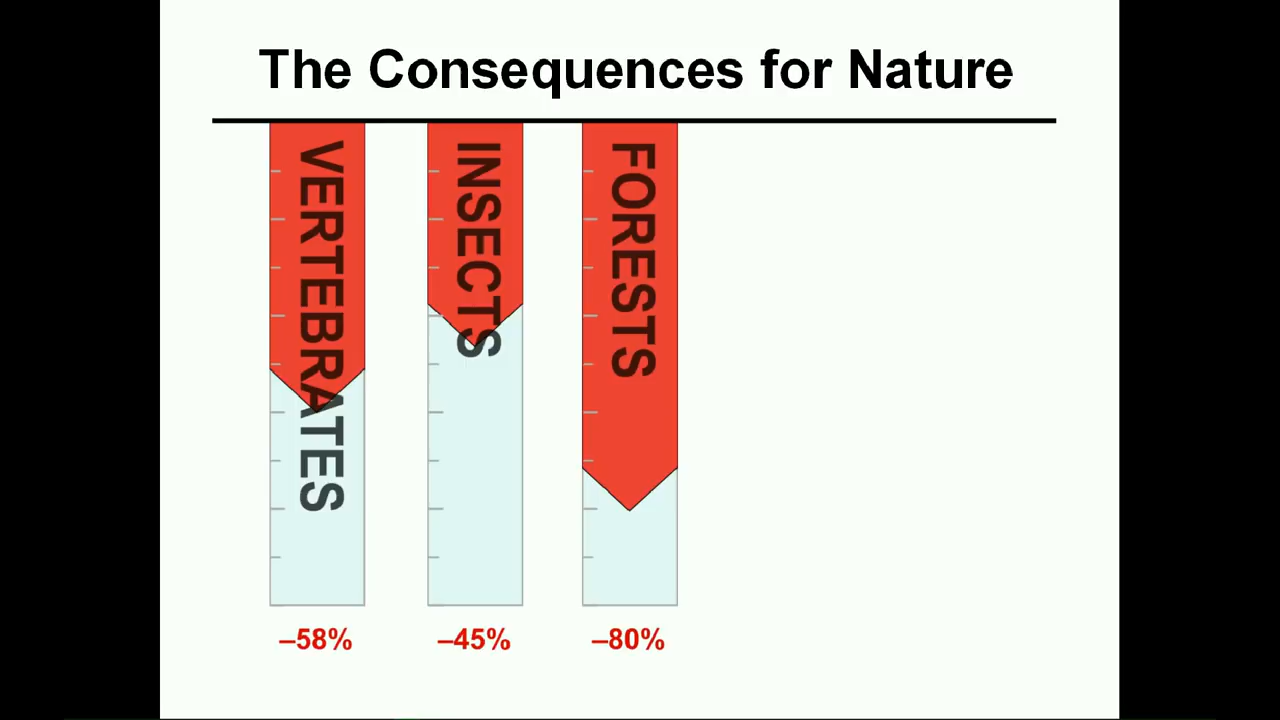 The Consequences for Nature
VERTEBRATES
INSECTS
FORESTS
–58%
–45%
–80%